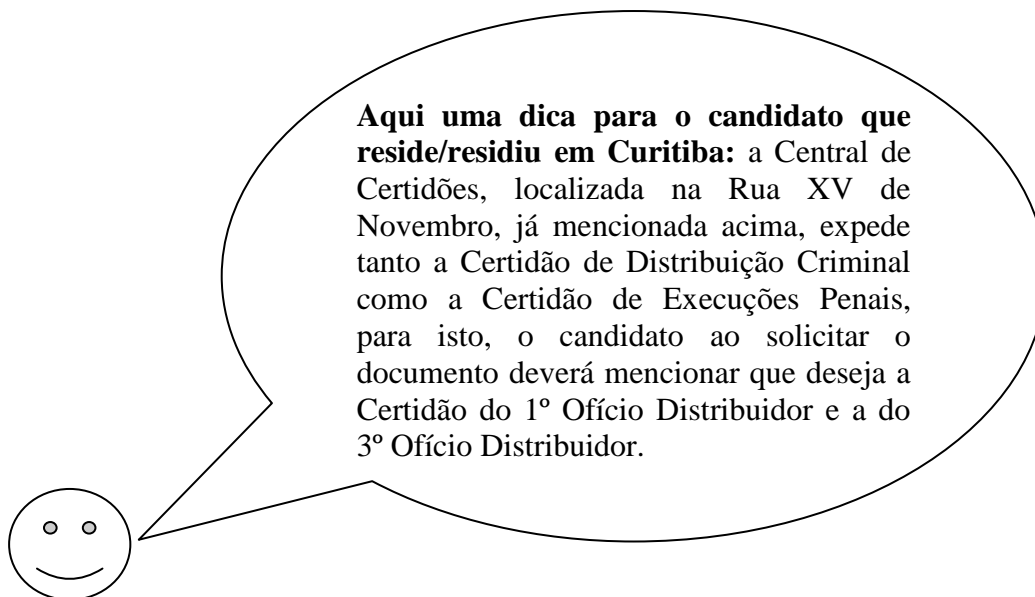 Aqui uma dica para o candidato que
reside/residiu em Curitiba: a Central de
Certidões, localizada na Rua XV de
Novembro, já mencionada acima, expede
tanto a Certidão de Distribuição Criminal
como a Certidão de Execuções Penais,
para isto, o candidato ao solicitar o
documento deverá mencionar que deseja a
Certidão do 1º Ofício Distribuidor e a do
3º Ofício Distribuidor.